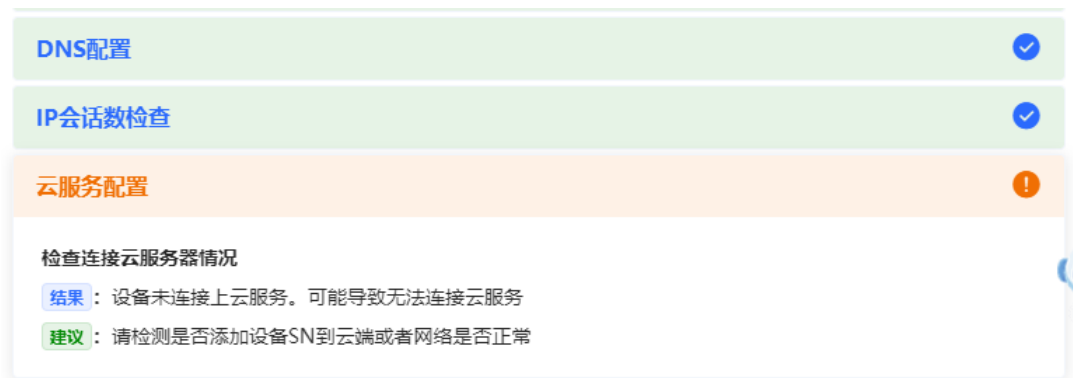 DNS配置
IP会话数检查
云服务配置
检查连接云服务器情况
结果：设备未连接上云服务。可能导致无法连接云服务
建议：请检测是否添加设备SN到云端或者网络是否正常